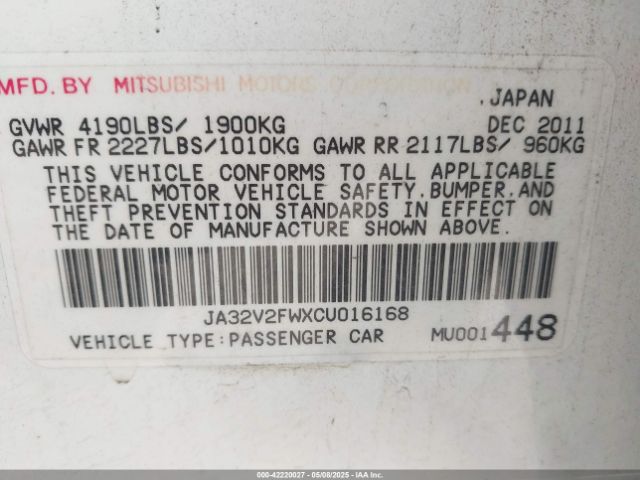 MFD. BY MITSUBISHI MOTORS CORPORATION
.JAPAN
GVWR 4190LBS/ 1900KG DEC 2011
GAWR FR 2227LBS/1010KG GAWR RR 2117LBS/ 960KG
THIS VEHICLE CONFORMS TO ALL APPLICABLE
FEDERAL MOTOR VEHICLE SAFETY.BUMPER.AND
THEFT PREVENTION STANDARDS IN EFFECT ON
THE DATE OF MANUFACTURE SHOWN ABOVE.
JA32V2FWXCU016168
VEHICLE TYPE:PASSENGER CAR MU001448
000-42220027 - 05/08/2025 - IAAI